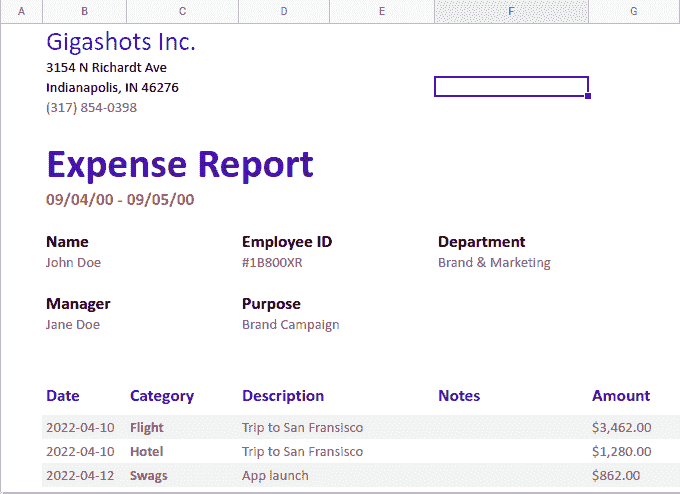 A B C D E F G
Gigashots Inc.
3154 N Richardt Ave
Indianapolis, IN 46276
(317) 854-0398
Expense Report
09/04/00 - 09/05/00
Name Employee ID Department
John Doe #1B800XR Brand & Marketing
Manager Purpose
Jane Doe Brand Campaign
Date Category Description Notes Amount
2022-04-10 Flight Trip to San Fransisco $3,462.00
2022-04-10 Hotel Trip to San Fransisco $1,280.00
2022-04-12 Swags App launch $862.00